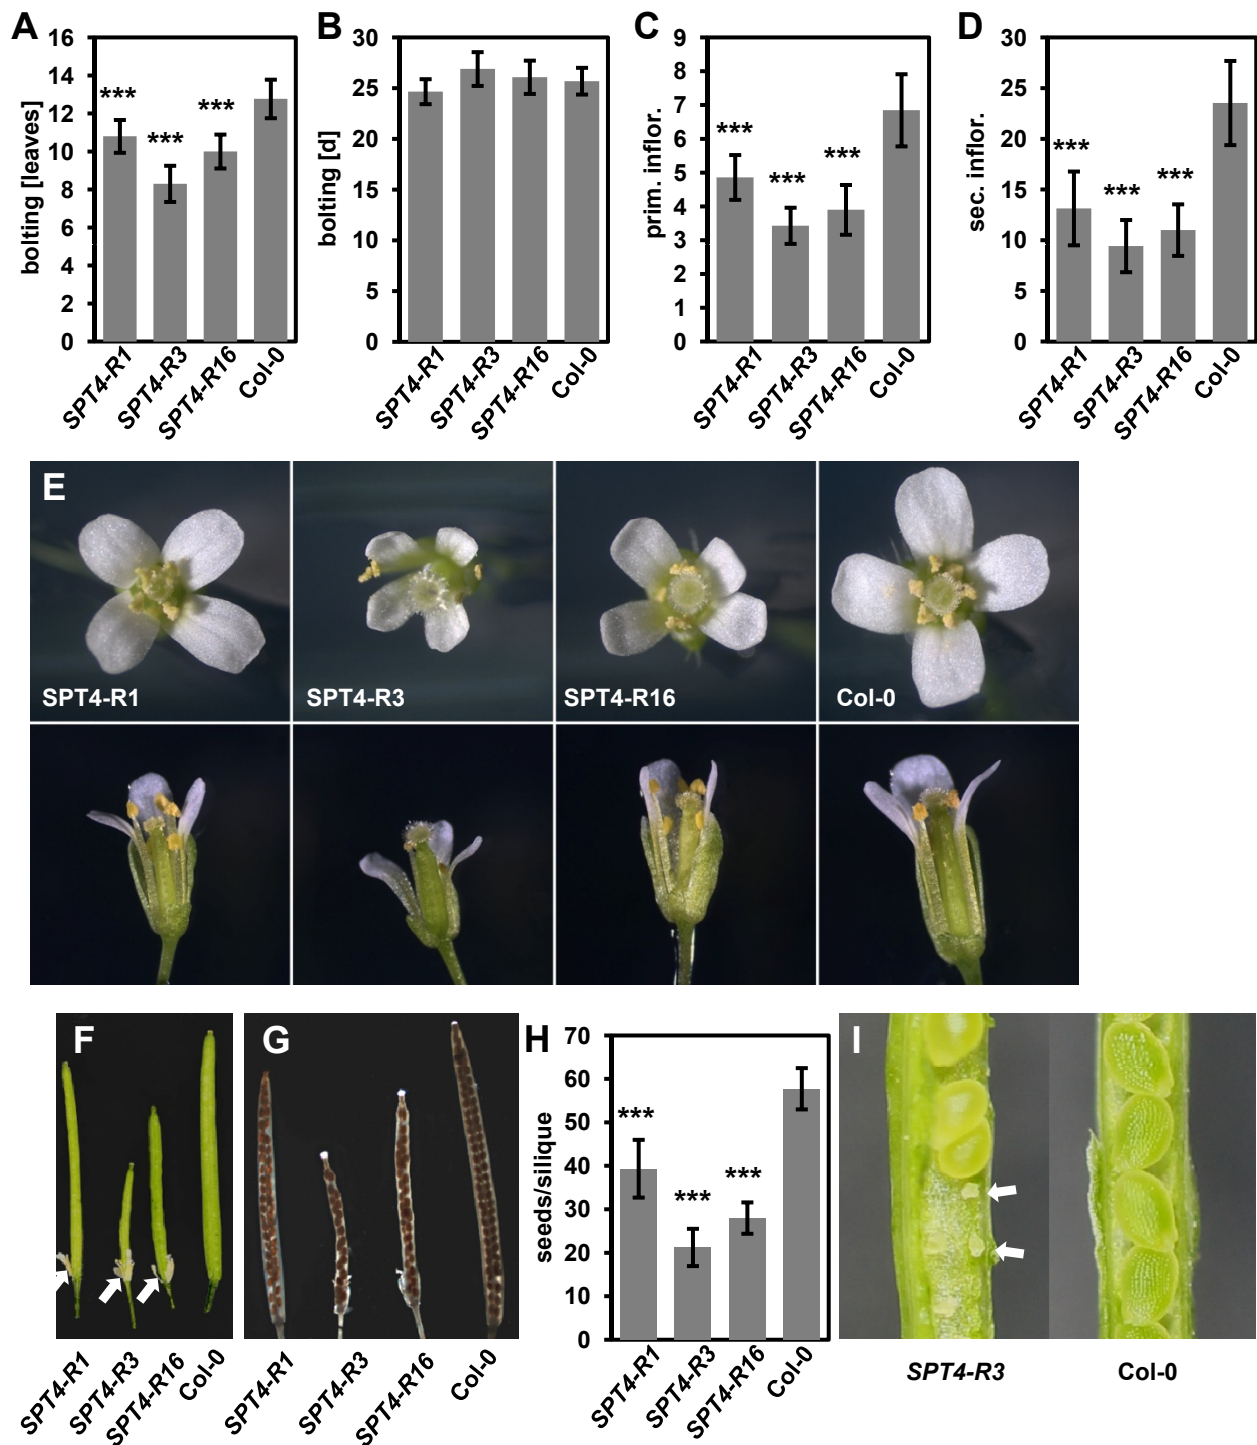 A
bolting [leaves]
16
14
12
10
8
6
4
2
0
***
***
***
SPT4-R1
SPT4-R3
SPT4-R16
Col-0
B
bolting [d]
30
25
20
15
10
5
0
SPT4-R1
SPT4-R3
SPT4-R16
Col-0
C
prim. inflor.
9
8
7
6
5
4
3
2
1
0
***
***
***
SPT4-R1
SPT4-R3
SPT4-R16
Col-0
D
sec. inflor.
30
25
20
15
10
5
0
***
***
***
SPT4-R1
SPT4-R3
SPT4-R16
Col-0
E
SPT4-R1
SPT4-R3
SPT4-R16
Col-0
F
SPT4-R1
SPT4-R3
SPT4-R16
Col-0
G
SPT4-R1
SPT4-R3
SPT4-R16
Col-0
H
seeds/silique
70
60
50
40
30
20
10
0
***
***
***
SPT4-R1
SPT4-R3
SPT4-R16
Col-0
I
SPT4-R3
Col-0